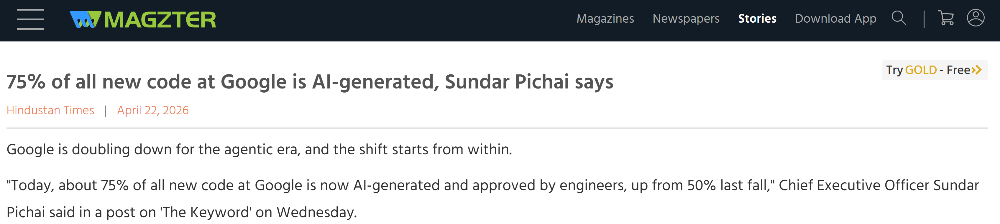 MAGZTER
Magazines Newspapers Stories Download App
Try GOLD - Free
75% of all new code at Google is AI-generated, Sundar Pichai says
Hindustan Times | April 22, 2026
Google is doubling down for the agentic era, and the shift starts from within.
"Today, about 75% of all new code at Google is now AI-generated and approved by engineers, up from 50% last fall," Chief Executive Officer Sundar
Pichai said in a post on 'The Keyword' on Wednesday.